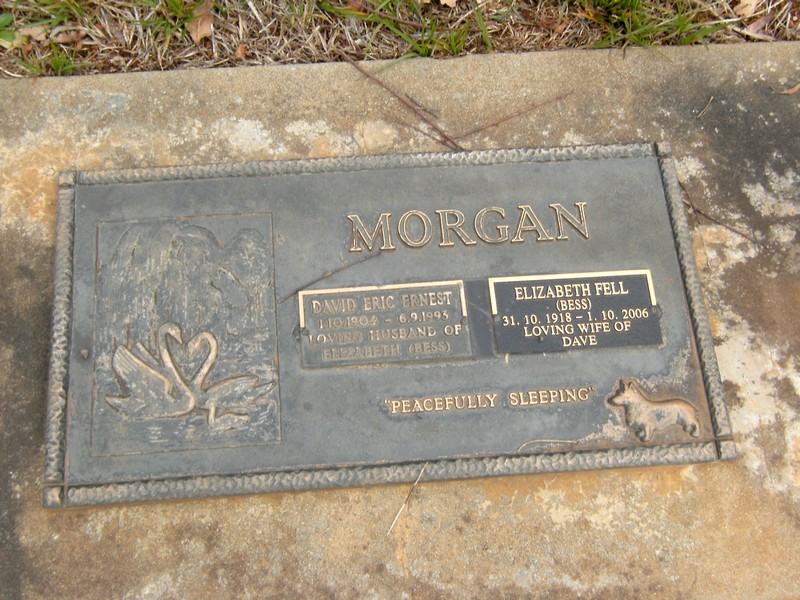 MORGAN
DAVID ERIC ERNEST
1.10.1904 - 6.9.1995
LOVING HUSBAND OF
ELIZABETH (BESS)
ELIZABETH FELL
(BESS)
31. 10. 1918 - 1. 10. 2006
LOVING WIFE OF
DAVE
"PEACEFULLY SLEEPING"